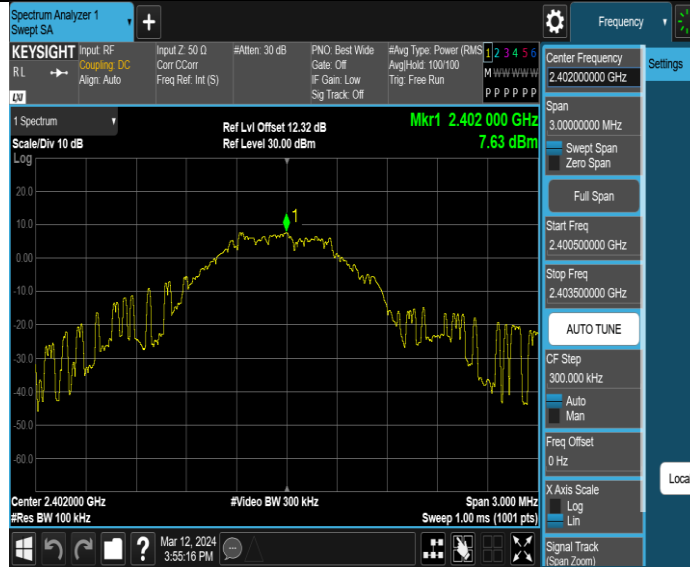 Spectrum Analyzer 1
Swept SA
+
Frequency
KEYSIGHT
RL
LXI
Input: RF
Coupling: DC
Align: Auto
Input Z: 50 Ω
Corr CCorr
Freq Ref: Int (S)
#Atten: 30 dB
PNO: Best Wide
Gate: Off
IF Gain: Low
Sig Track: Off
#Avg Type: Power (RMS
Avg|Hold: 100/100
Trig: Free Run
1 2 3 4 5 6
M W W W W W
P P P P P P
1 Spectrum
Scale/Div 10 dB
Log
Ref Lvl Offset 12.32 dB
Ref Level 30.00 dBm
Mkr1 2.402 000 GHz
7.63 dBm
1
20.0
10.0
0.00
-10.0
-20.0
-30.0
-40.0
-50.0
-60.0
Center 2.402000 GHz
#Res BW 100 kHz
#Video BW 300 kHz
Span 3.000 MHz
Sweep 1.00 ms (1001 pts)
?
Mar 12, 2024
3:55:16 PM
Center Frequency
2.402000000 GHz
Span
3.00000000 MHz
Swept Span
Zero Span
Full Span
Start Freq
2.400500000 GHz
Stop Freq
2.403500000 GHz
AUTO TUNE
CF Step
300.000 kHz
Auto
Man
Freq Offset
0 Hz
X Axis Scale
Log
Lin
Signal Track
(Span Zoom)
Settings
Loca